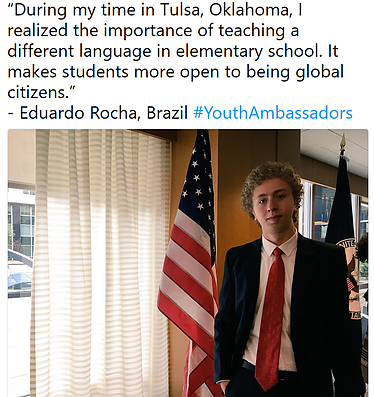 “During my time in Tulsa, Oklahoma, I
realized the importance of teaching a
different language in elementary school. It
makes students more open to being global
citizens.”
- Eduardo Rocha, Brazil #YouthAmbassadors